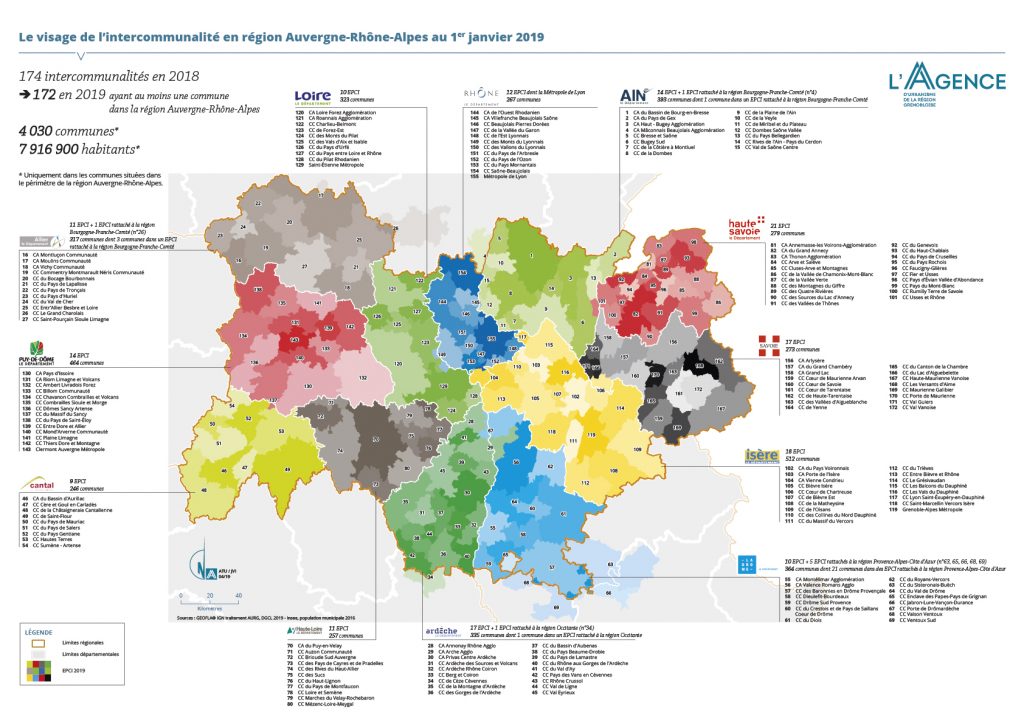 Le visage de l'intercommunalité en région Auvergne-Rhône-Alpes au 1er janvier 2019
174 intercommunalités en 2018
➔172 en 2019 ayant au moins une commune
dans la région Auvergne-Rhône-Alpes
4 030 communes*
7 916 900 habitants*
* Uniquement dans les communes situées dans
le périmètre de la région Auvergne-Rhône-Alpes.
L'AGENCE
D'URBANISME
DE LA RÉGION
GRENOBLOISE
Loire
LE DÉPARTEMENT
10 EPCI
323 communes
120 CA Loire Forez Agglomération
121 CA Roannais Agglomération
122 CC Charlieu-Belmont
123 CC de Forez-Est
124 CC des Monts du Pilat
125 CC des Vals d'Aix et Isable
126 CC du Pays d'Urfé
127 CC du Pays entre Loire et Rhône
128 CC du Pilat Rhodanien
129 Saint-Etienne Métropole
RHÔNE
LE DÉPARTEMENT
12 EPCI dont la Métropole de Lyon
267 communes
144 CA de l'Ouest Rhodanien
145 CA Villefranche Beaujolais Saône
146 CC Beaujolais Pierres Dorées
147 CC de la Vallée du Garon
148 CC de l'Est Lyonnais
149 CC des Monts du Lyonnais
150 CC des Vallons du Lyonnais
151 CC du Pays de l'Arbresle
152 CC du Pays de l'Ozon
153 CC du Pays Mornantais
154 CC Saône-Beaujolais
155 Métropole de Lyon
AIN
14 EPCI + 1 EPCI rattaché à la région Bourgogne-Franche-Comté (n°4)
393 communes dont 1 commune dans un EPCI rattaché à la région Bourgogne-Franche-Comté
1 CA du Bassin de Bourg-en-Bresse
2 CA du Pays de Gex
3 CA Haut - Bugey Agglomération
4 CA Mâconnais Beaujolais Agglomération
5 CC Bresse et Saône
6 CC Bugey Sud
7 CC de la Côtière à Montluel
8 CC de la Dombes
9 CC de la Plaine de l'Ain
10 CC de la Veyle
11 CC de Miribel et du Plateau
12 CC Dombes Saône Vallée
13 CC du Pays Bellegardien
14 CC Rives de l'Ain - Pays du Cerdon
15 CC Val de Saône Centre
Allier
le Département
11 EPCI + 1 EPCI rattaché à la région
Bourgogne-Franche-Comté (n°26)
317 communes dont 3 communes dans un EPCI
rattaché à la région Bourgogne-Franche-Comté
16 CA Montluçon Communauté
17 CA Moulins Communauté
18 CA Vichy Communauté
19 CC Commentry Montmarault Néris Communauté
20 CC du Bocage Bourbonnais
21 CC du Pays de Lapalisse
22 CC du Pays de Tronçais
23 CC du Pays d'Huriel
24 CC du Val de Cher
25 CC Entr'Allier Besbre et Loire
26 CC Le Grand Charolais
27 CC Saint-Pourçain Sioule Limagne
PUY-DE-DÔME
LE DÉPARTEMENT
14 EPCI
464 communes
130 CA Pays d'Issoire
131 CA Riom Limagne et Volcans
132 CC Ambert Livradois Forez
133 CC Billom Communauté
134 CC Chavanon Combrailles et Volcans
135 CC Combrailles Sioule et Morge
136 CC Dômes Sancy Artense
137 CC du Massif du Sancy
138 CC du Pays de Saint-Eloy
139 CC Entre Dore et Allier
140 CC Mond'Arverne Communauté
141 CC Plaine Limagne
142 CC Thiers Dore et Montagne
143 Clermont Auvergne Métropole
cantal
9 EPCI
246 communes
46 CA du Bassin d'Aurillac
47 CC Cère et Goul en Carladès
48 CC de la Châtaigneraie Cantalienne
49 CC de Saint-Flour
50 CC du Pays de Mauriac
51 CC du Pays de Salers
52 CC du Pays Gentiane
53 CC Hautes Terres
54 CC Sumène - Artense
haute
savoie
le Département
21 EPCI
279 communes
81 CA Annemasse-les Voirons-Agglomération
82 CA du Grand Annecy
83 CA Thonon Agglomération
84 CC Arve et Salève
85 CC Cluses-Arve et Montagnes
86 CC de la Vallée de Chamonix-Mont-Blanc
87 CC de la Vallée Verte
88 CC des Montagnes du Giffre
89 CC des Quatre Rivières
90 CC des Sources du Lac d'Annecy
91 CC des Vallées de Thônes
92 CC du Genevois
93 CC du Haut-Chablais
94 CC du Pays de Cruseilles
95 CC du Pays Rochois
96 CC Faucigny-Glières
97 CC Fier et Usses
98 CC Pays d'Evian Vallée d'Abondance
99 CC Pays du Mont-Blanc
100 CC Rumilly Terre de Savoie
101 CC Usses et Rhône
SAVOIE
17 EPCI
273 communes
156 CA Arlysère
157 CA du Grand Chambéry
158 CA Grand Lac
159 CC Cœur de Maurienne Arvan
160 CC Cœur de Savoie
161 CC Cœur de Tarentaise
162 CC de Haute-Tarentaise
163 CC des Vallées d'Aigueblanche
164 CC de Yenne
165 CC du Canton de la Chambre
166 CC du Lac d'Aiguebelette
167 CC Haute-Maurienne Vanoise
168 CC Les Versants d'Aime
169 CC Maurienne Galibier
170 CC Porte de Maurienne
171 CC Val Guiers
172 CC Val Vanoise
isère
LE DÉPARTEMENT
18 EPCI
512 communes
102 CA du Pays Voironnais
103 CA Porte de l'Isère
104 CA Vienne Condrieu
105 CC Bièvre Isère
106 CC Cœur de Chartreuse
107 CC de Bièvre Est
108 CC de la Matheysine
109 CC de l'Oisans
110 CC des Collines du Nord Dauphiné
111 CC du Massif du Vercors
112 CC du Trièves
113 CC Entre Bièvre et Rhône
114 CC Le Grésivaudan
115 CC Les Balcons du Dauphiné
116 CC Les Vals du Dauphiné
117 CC Lyon Saint-Exupéry-en-Dauphiné
118 CC Saint-Marcellin Vercors Isère
119 Grenoble-Alpes Métropole
LA
DRÔME
LE DÉPARTEMENT
10 EPCI + 5 EPCI rattachés à la région Provence-Alpes-Côte d'Azur (n°63, 65, 66, 68, 69)
364 communes dont 21 communes dans des EPCI rattachés à la région Provence-Alpes-Côte d'Azur
55 CA Montélimar Agglomération
56 CA Valence Romans Agglo
57 CC des Baronnies en Drôme Provençale
58 CC Dieulefit-Bourdeaux
59 CC Drôme Sud Provence
60 CC du Crestois et du Pays de Saillans
Coeur de Drôme
61 CC du Diois
62 CC du Royans-Vercors
63 CC du Sisteronais-Buëch
64 CC du Val de Drôme
65 CC Enclave des Papes-Pays de Grignan
66 CC Jabron-Lure-Vançon-Durance
67 CC Porte de DrômArdèche
68 CC Vaison Ventoux
69 CC Ventoux Sud
AFU / JVI
04/19
0 20 40
Kilomètres
Sources : GEOFLA® IGN traitement AURG, DGCL, 2019 - Insee, population municipale 2016
LÉGENDE
Limites régionales
Limites départementales
EPCI 2019
Haute-Loire
LE DÉPARTEMENT
11 EPCI
257 communes
70 CA du Puy-en-Velay
71 CC Auzon Communauté
72 CC Brioude Sud Auvergne
73 CC des Pays de Cayres et de Pradelles
74 CC des Rives du Haut-Allier
75 CC des Sucs
76 CC du Haut-Lignon
77 CC du Pays de Montfaucon
78 CC Loire et Semène
79 CC Marches du Velay-Rochebaron
80 CC Mézenc-Loire-Meygal
ardèche
LE DÉPARTEMENT
17 EPCI + 1 EPCI rattaché à la région Occitanie (n°34)
335 communes dont 1 commune dans un EPCI rattaché à la région Occitanie
28 CA Annonay Rhône Agglo
29 CA Arche Agglo
30 CA Privas Centre Ardèche
31 CC Ardèche des Sources et Volcans
32 CC Ardèche Rhône Coiron
33 CC Berg et Coiron
34 CC de Cèze Cévennes
35 CC de la Montagne d'Ardèche
36 CC des Gorges de l'Ardèche
37 CC du Bassin d'Aubenas
38 CC du Pays Beaume-Drobie
39 CC du Pays de Lamastre
40 CC du Rhône aux Gorges de l'Ardèche
41 CC du Val d'Ay
42 CC du Pays des Vans en Cévennes
43 CC Rhône Crussol
44 CC Val de Ligne
45 CC Val Eyrieux